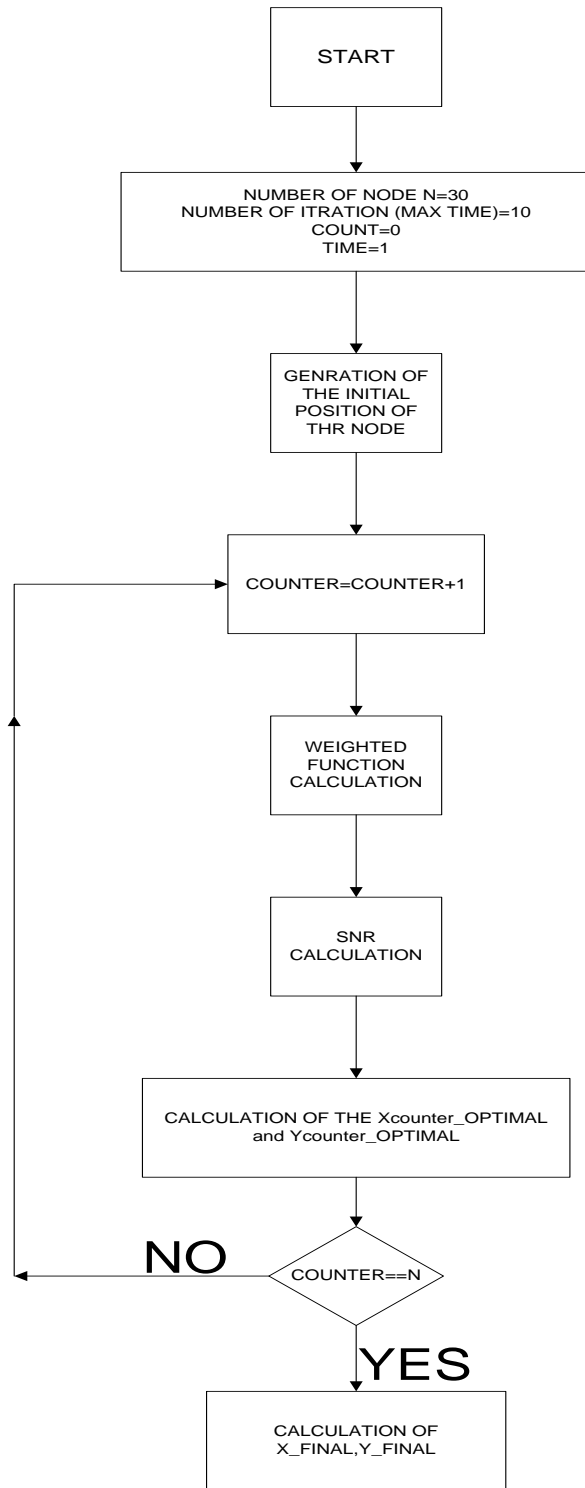 START
NUMBER OF NODE N=30
NUMBER OF ITRATION (MAX TIME)=10
COUNT=0
TIME=1
GENRATION OF
THE INITIAL
POSITION OF
THR NODE
COUNTER=COUNTER+1
WEIGHTED
FUNCTION
CALCULATION
SNR
CALCULATION
CALCULATION OF THE Xcounter_OPTIMAL
and Ycounter_OPTIMAL
NO
COUNTER==N
YES
CALCULATION OF
X_FINAL,Y_FINAL